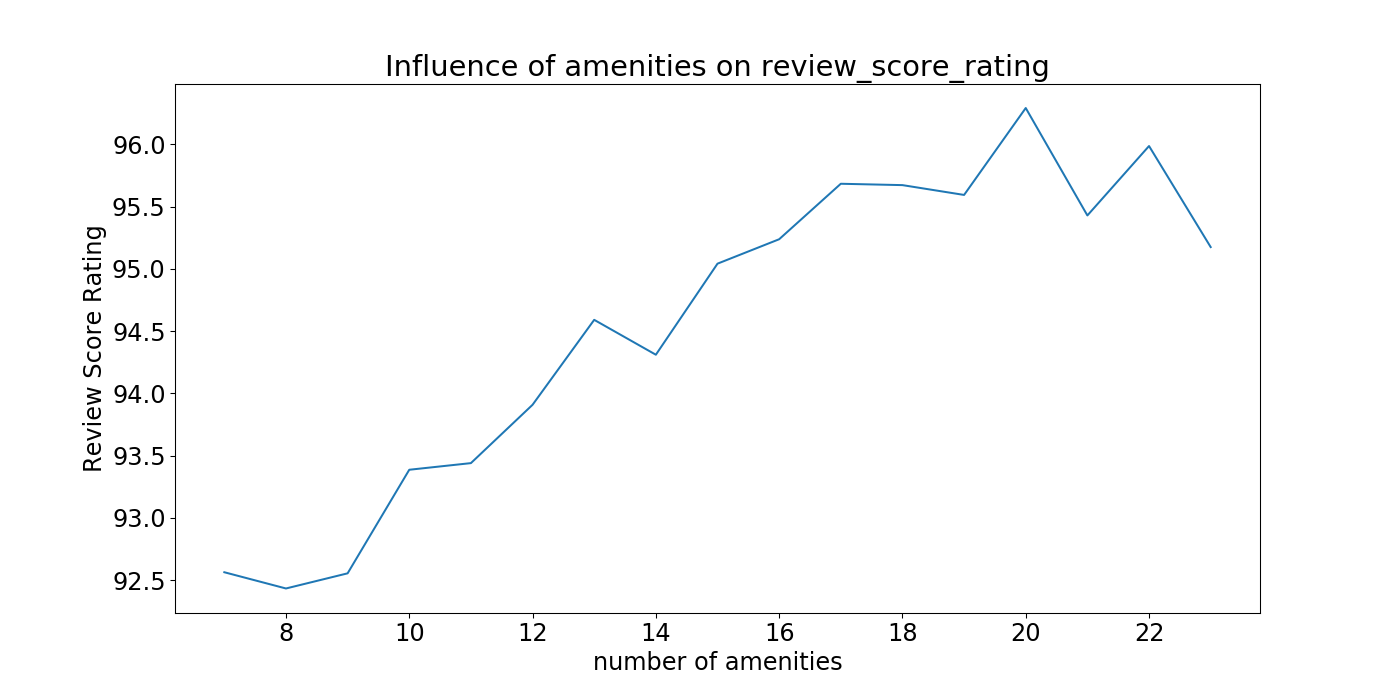 Influence of amenities on review_score_rating
96.0
95.5
95.0
94.5
94.0
93.5
93.0
92.5
Review Score Rating
8 10 12 14 16 18 20 22
number of amenities